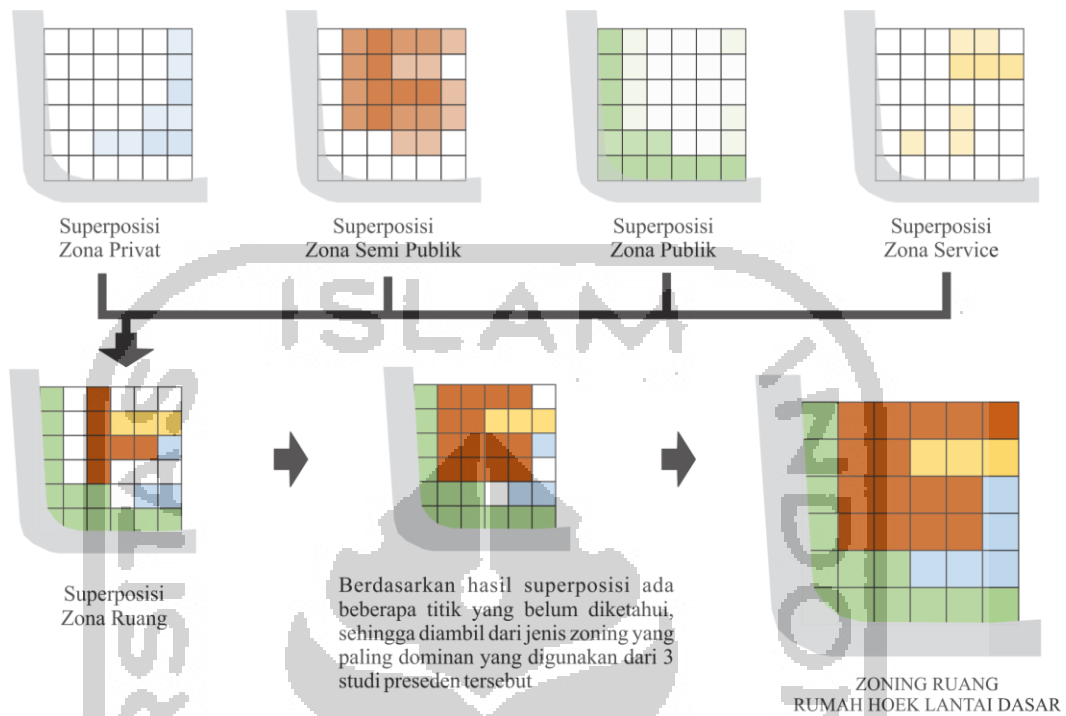 Superposisi
Zona Privat
Superposisi
Zona Semi Publik
Superposisi
Zona Publik
Superposisi
Zona Service
ISLAM
Superposisi
Zona Ruang
Berdasarkan hasil superposisi ada
beberapa titik yang belum diketahui,
sehingga diambil dari jenis zoning yang
paling dominan yang digunakan dari 3
studi preseden tersebut
ZONING RUANG
RUMAH HOEK LANTAI DASAR